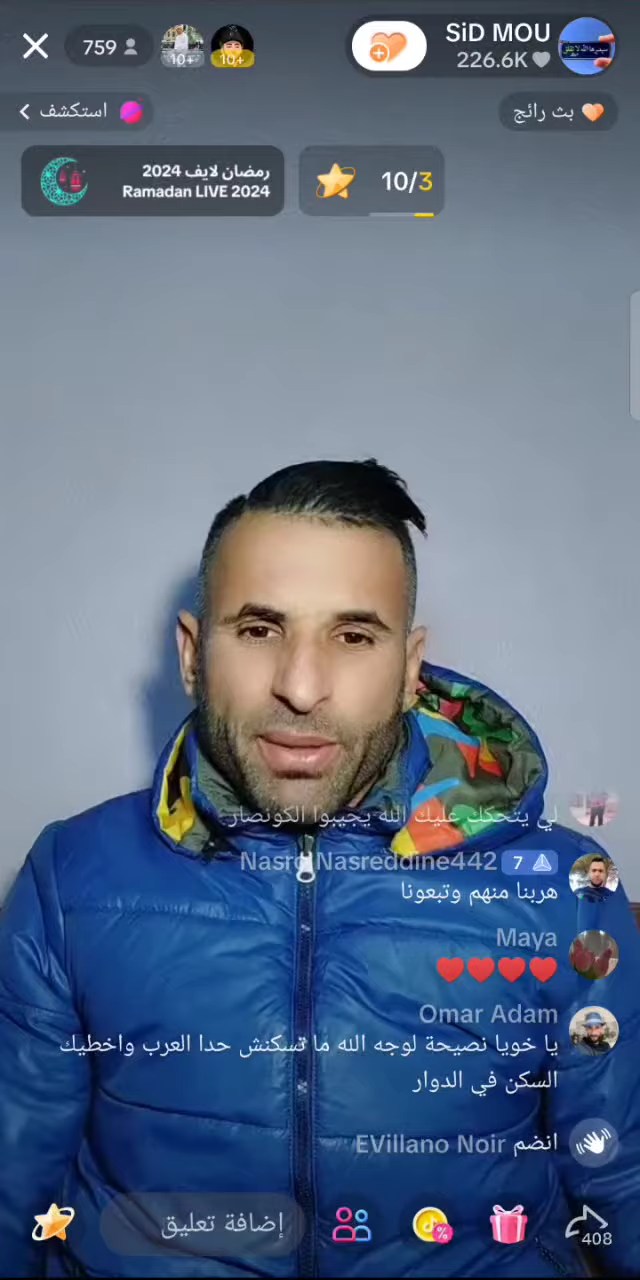 759
10+
10+
SiD MOU
226.6K
استكشف
بث رائج
رمضان لايف 2024
Ramadan LIVE 2024
10/3
لي يتحكك عليك الله يجيبوا الكونصار
Nasro Nasreddine442 7
هربنا منهم وتبعونا
Maya
Omar Adam
يا خويا نصيحة لوجه الله ما تسكنش حدا العرب واخطيك
السكن في الدوار
EVillano Noir انضم
إضافة تعليق
408